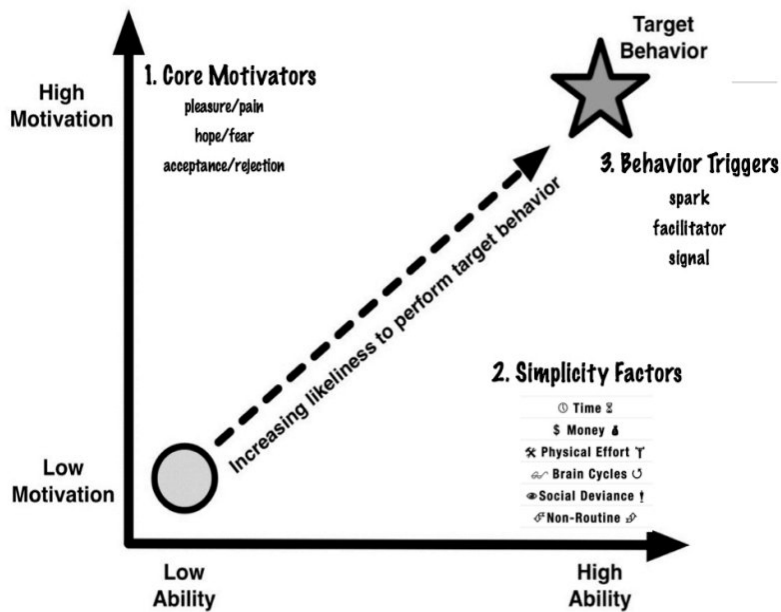 Target
Behavior
1. Core Motivators
pleasure/pain
hope/fear
acceptance/rejection
High
Motivation
3. Behavior Triggers
spark
facilitator
signal
Increasing likeliness to perform target behavior
2. Simplicity Factors
Time
$ Money
Physical Effort
Brain Cycles
Social Deviance
Non-Routine
Low
Motivation
Low
Ability
High
Ability